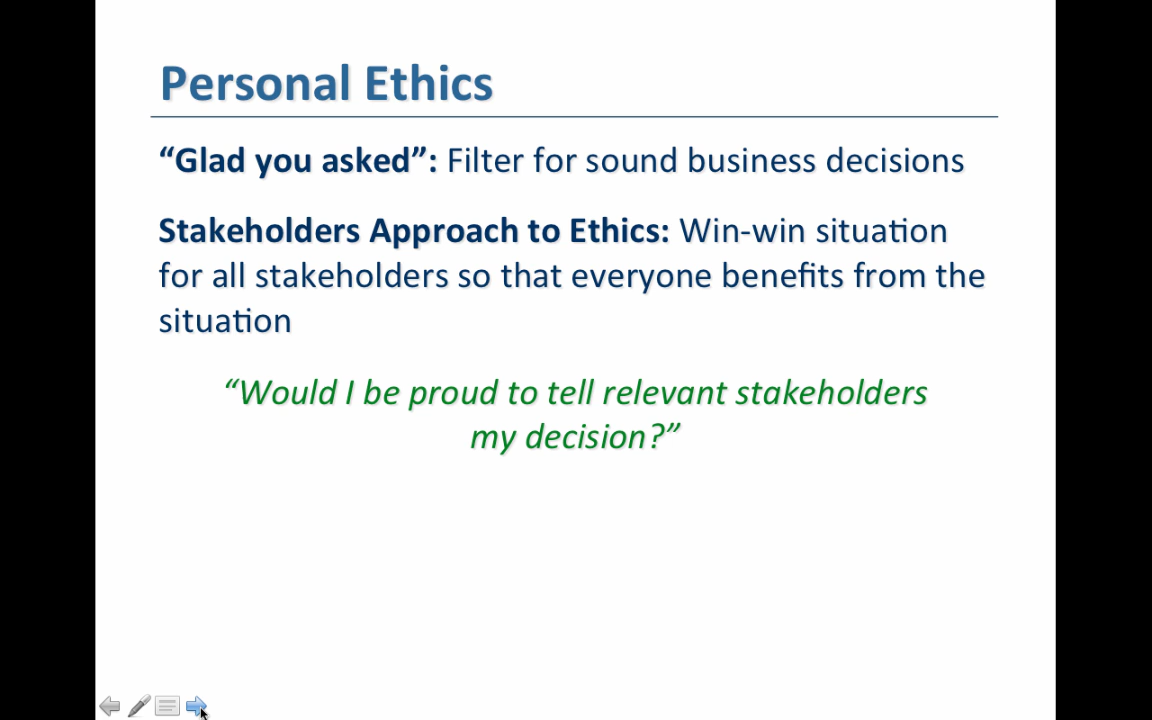 Personal Ethics
“Glad you asked”: Filter for sound business decisions
Stakeholders Approach to Ethics: Win-win situation
for all stakeholders so that everyone benefits from the
situation
“Would I be proud to tell relevant stakeholders
my decision?”